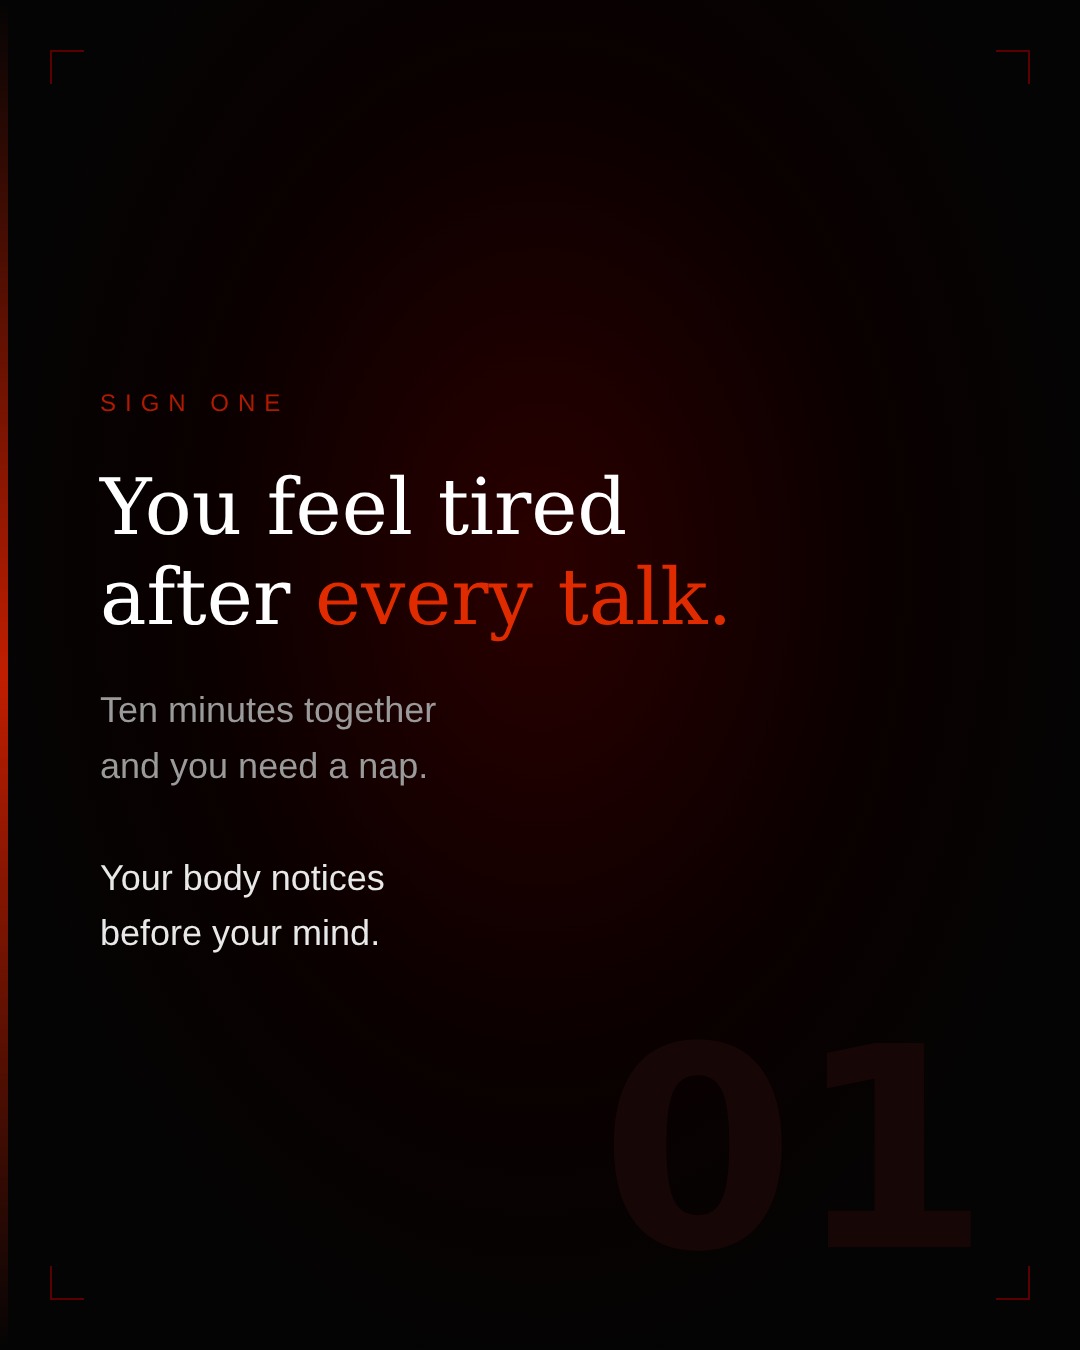 SIGN ONE
You feel tired
after every talk.
Ten minutes together
and you need a nap.
Your body notices
before your mind.
01